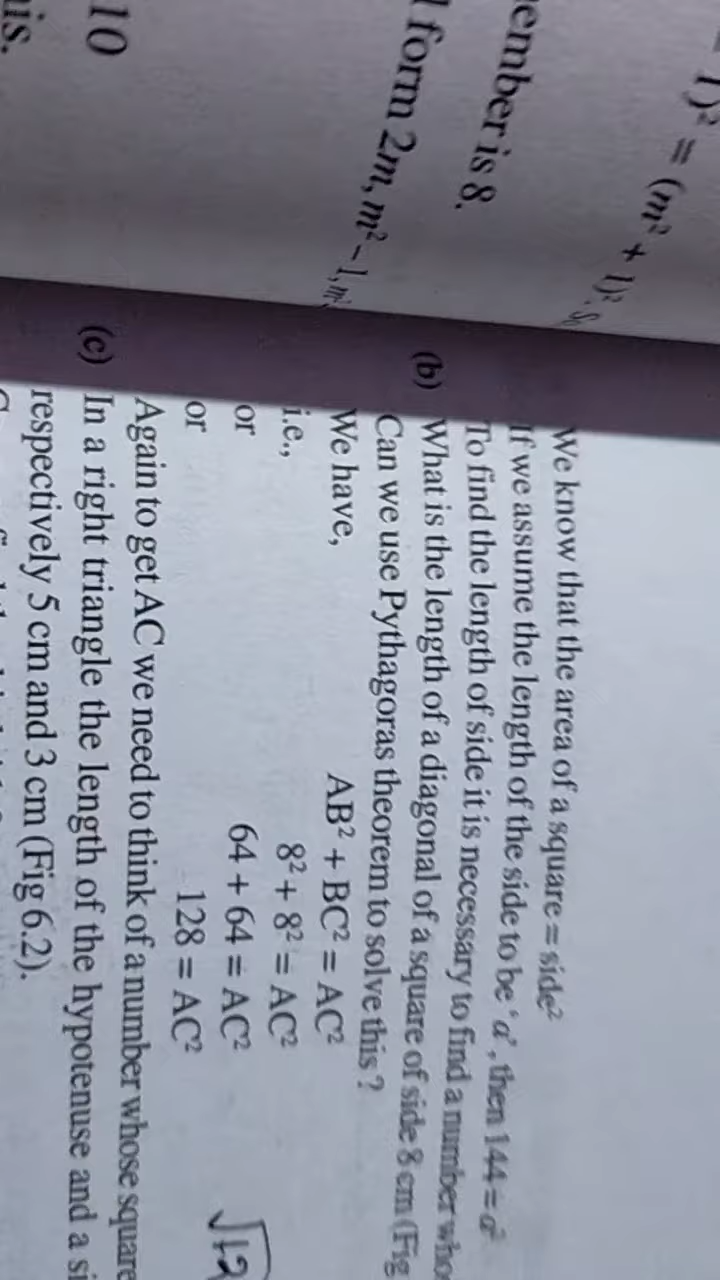 1)² = (m² + 1)². So
ember is 8.
form 2m, m² – 1, m²
10
is.
We know that the area of a square = side²
If we assume the length of the side to be ‘a’, then 144 = a²
To find the length of side it is necessary to find a number
(b) What is the length of a diagonal of a square of side 8 cm (Fig
Can we use Pythagoras theorem to solve this ?
We have, AB² + BC² = AC²
i.e., 8² + 8² = AC²
or 64 + 64 = AC²
or 128 = AC²
√12
Again to get AC we need to think of a number whose square
(c) In a right triangle the length of the hypotenuse and a si
respectively 5 cm and 3 cm (Fig 6.2).